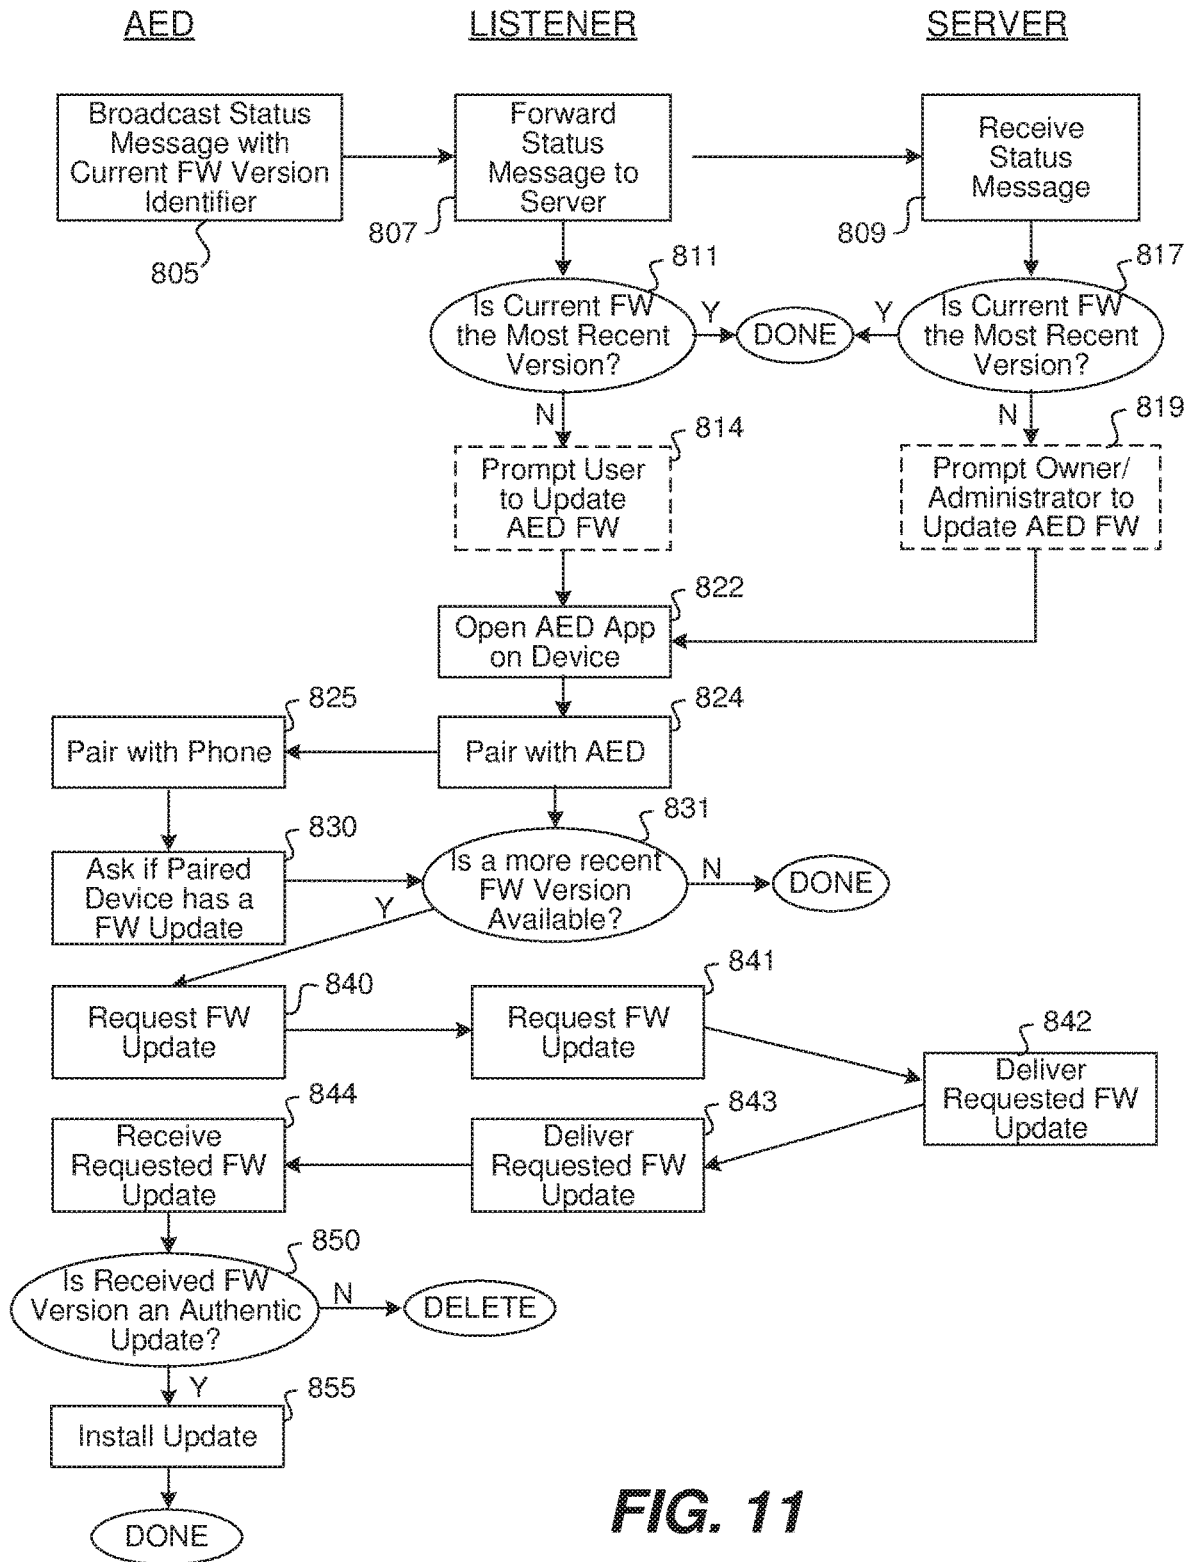 AED
LISTENER
SERVER
Broadcast Status
Message with
Current FW Version
Identifier
805
Forward
Status
Message to
Server
807
Receive
Status
Message
809
Is Current FW
the Most Recent
Version?
811
Y
DONE
Y
Is Current FW
the Most Recent
Version?
817
N
N
Prompt User
to Update
AED FW
814
Prompt Owner/
Administrator to
Update AED FW
819
Open AED App
on Device
822
Pair with Phone
825
Pair with AED
824
Ask if Paired
Device has a
FW Update
830
Is a more recent
FW Version
Available?
831
N
DONE
Y
Request FW
Update
840
Request FW
Update
841
Deliver
Requested FW
Update
842
Receive
Requested FW
Update
844
Deliver
Requested FW
Update
843
Is Received FW
Version an Authentic
Update?
850
N
DELETE
Y
Install Update
855
DONE
FIG. 11